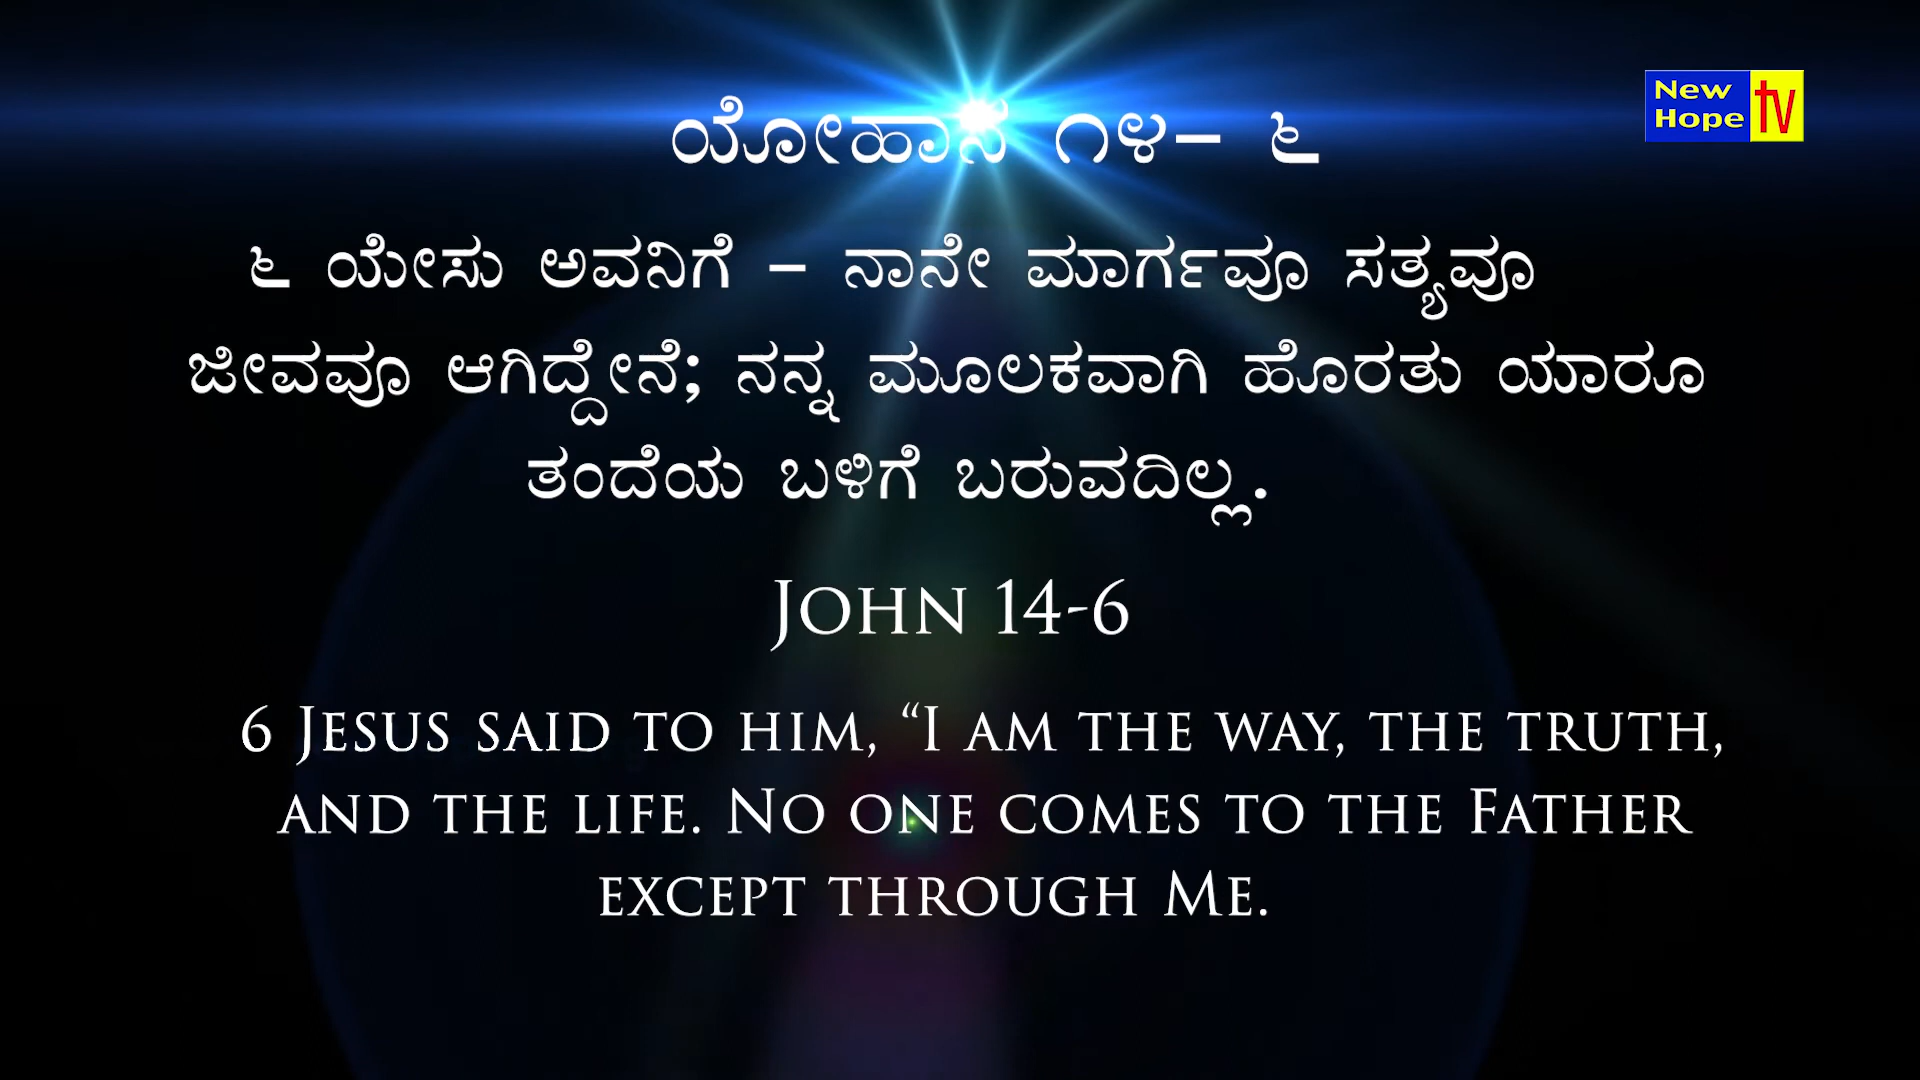 New Hope TV
ಯೋಹಾನ ೧೪– ೬
೬ ಯೇಸು ಅವನಿಗೆ – ನಾನೇ ಮಾರ್ಗವೂ ಸತ್ಯವೂ
ಜೀವವೂ ಆಗಿದ್ದೇನೆ; ನನ್ನ ಮೂಲಕವಾಗಿ ಹೊರತು ಯಾರೂ
ತಂದೆಯ ಬಳಿಗೆ ಬರುವದಿಲ್ಲ.
John 14-6
6 Jesus said to him, “I am the way, the truth,
and the life. No one comes to the Father
except through Me.